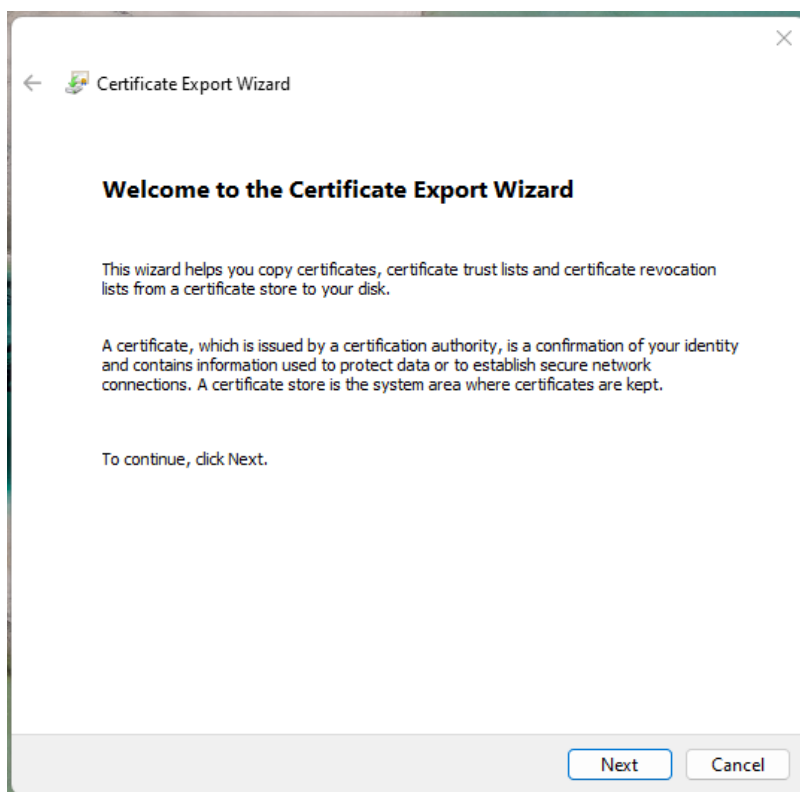 Certificate Export Wizard
Welcome to the Certificate Export Wizard
This wizard helps you copy certificates, certificate trust lists and certificate revocation
lists from a certificate store to your disk.
A certificate, which is issued by a certification authority, is a confirmation of your identity
and contains information used to protect data or to establish secure network
connections. A certificate store is the system area where certificates are kept.
To continue, click Next.
Next
Cancel